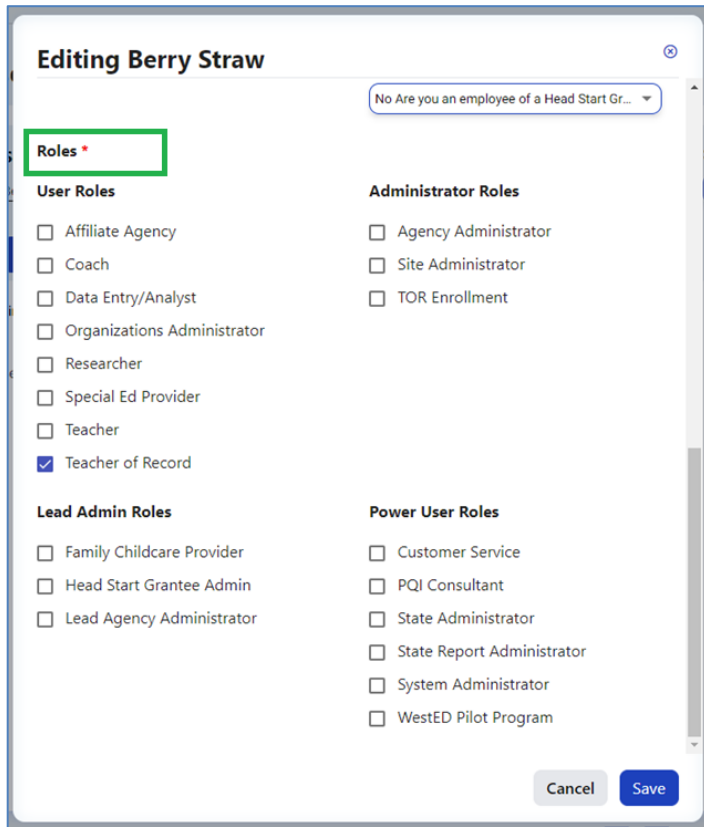 Editing Berry Straw
No Are you an employee of a Head Start Gr...
Roles *
User Roles
Affiliate Agency
Coach
Data Entry/Analyst
Organizations Administrator
Researcher
Special Ed Provider
Teacher
Teacher of Record
Administrator Roles
Agency Administrator
Site Administrator
TOR Enrollment
Lead Admin Roles
Family Childcare Provider
Head Start Grantee Admin
Lead Agency Administrator
Power User Roles
Customer Service
PQI Consultant
State Administrator
State Report Administrator
System Administrator
WestED Pilot Program
Cancel
Save